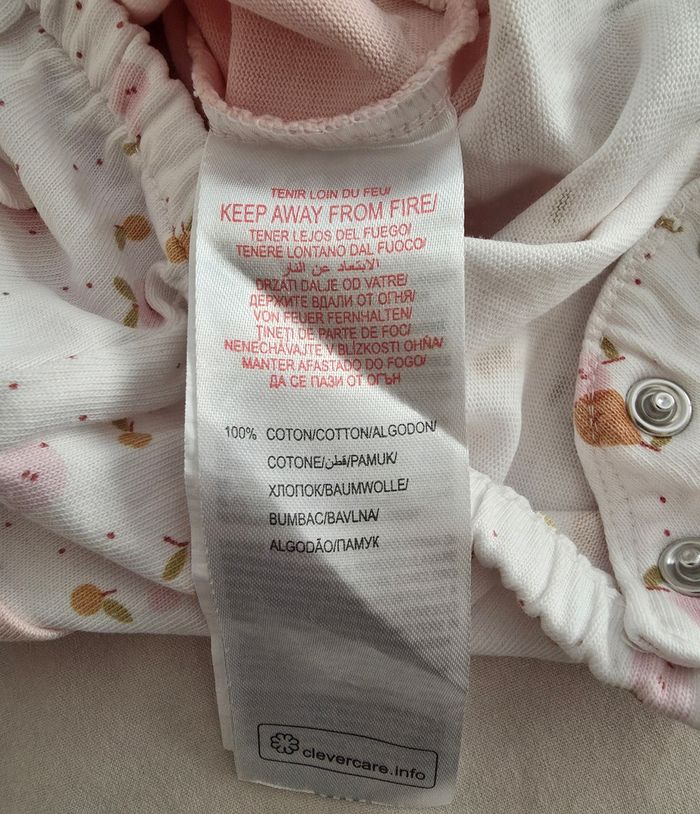 TENIR LOIN DU FEU/
KEEP AWAY FROM FIRE/
TENER LEJOS DEL FUEGO/
TENERE LONTANO DAL FUOCO/
الابتعاد عن النار
DRZATI DALJE OD VATRE/
ДЕРЖИТЕ ВДАЛИ ОТ ОГНЯ/
VON FEUER FERNHALTEN/
ȚINEȚI DE PARTE DE FOC/
NENECHÁVAJTE V BLÍZKOSTI OHŇA/
MANTER AFASTADO DO FOGO/
ДА СЕ ПАЗИ ОТ ОГЪН
100% COTON/COTTON/ALGODON/
COTONE/قطن/PAMUK/
ХЛОПОК/BAUMWOLLE/
BUMBAC/BAVLNA/
ALGODÃO/ПАМУК
clevercare.info